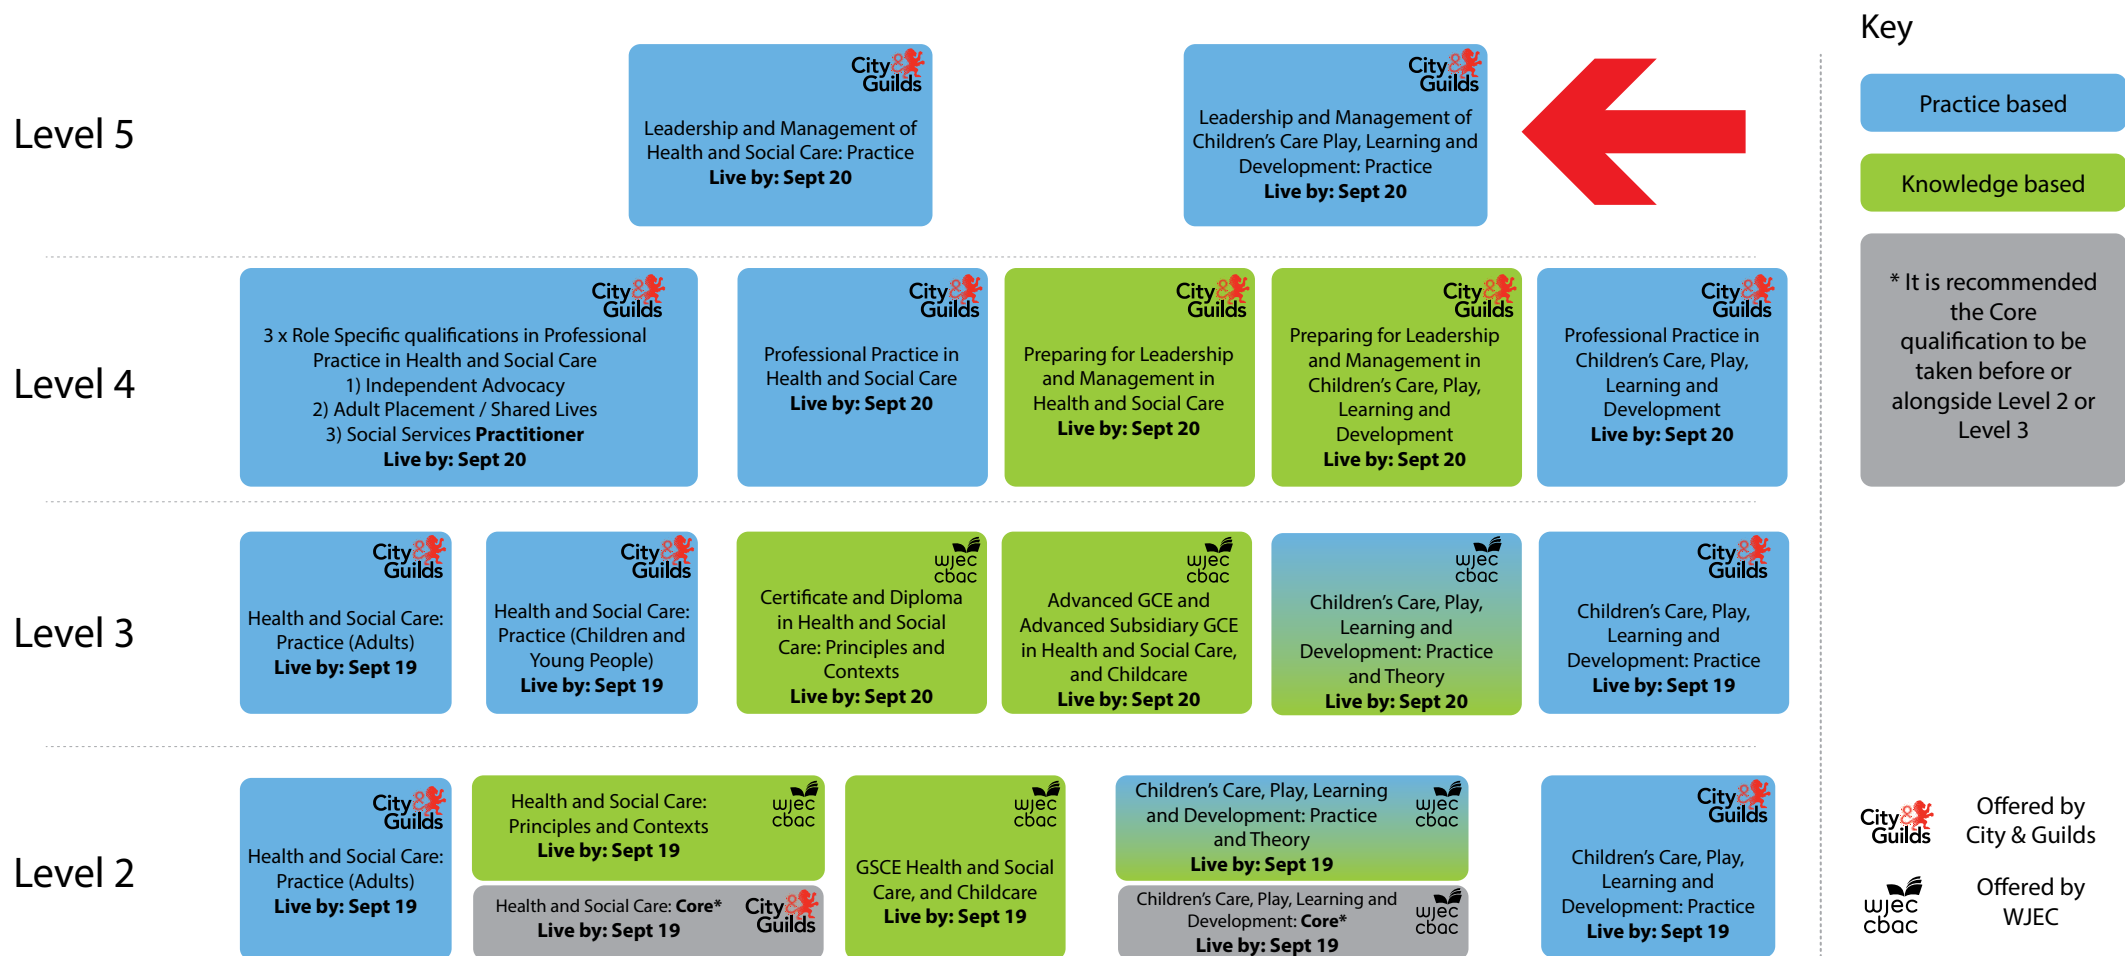 Key
City & Guilds
Leadership and Management of
Health and Social Care: Practice
Live by: Sept 20
City & Guilds
Leadership and Management of
Children’s Care Play, Learning and
Development: Practice
Live by: Sept 20
Level 5
Practice based
Knowledge based
* It is recommended
the Core
qualification to be
taken before or
alongside Level 2 or
Level 3
Level 4
City & Guilds
3 x Role Specific qualifications in Professional
Practice in Health and Social Care
1) Independent Advocacy
2) Adult Placement / Shared Lives
3) Social Services Practitioner
Live by: Sept 20
City & Guilds
Professional Practice in
Health and Social Care
Live by: Sept 20
City & Guilds
Preparing for Leadership
and Management in
Health and Social Care
Live by: Sept 20
City & Guilds
Preparing for Leadership
and Management in
Children’s Care, Play,
Learning and
Development
Live by: Sept 20
City & Guilds
Professional Practice in
Children’s Care, Play,
Learning and
Development
Live by: Sept 20
Level 3
City & Guilds
Health and Social Care:
Practice (Adults)
Live by: Sept 19
City & Guilds
Health and Social Care:
Practice (Children and
Young People)
Live by: Sept 19
wjec
cbac
Certificate and Diploma
in Health and Social
Care: Principles and
Contexts
Live by: Sept 20
wjec
cbac
Advanced GCE and
Advanced Subsidiary GCE
in Health and Social Care,
and Childcare
Live by: Sept 20
wjec
cbac
Children’s Care, Play,
Learning and
Development: Practice
and Theory
Live by: Sept 20
City & Guilds
Children’s Care, Play,
Learning and
Development: Practice
Live by: Sept 19
Level 2
City & Guilds
Health and Social Care:
Practice (Adults)
Live by: Sept 19
Health and Social Care:
Principles and Contexts
Live by: Sept 19
wjec
cbac
Health and Social Care: Core*
Live by: Sept 19
City & Guilds
wjec
cbac
GSCE Health and Social
Care, and Childcare
Live by: Sept 19
Children’s Care, Play, Learning
and Development: Practice
and Theory
Live by: Sept 19
wjec
cbac
Children’s Care, Play, Learning and
Development: Core*
Live by: Sept 19
wjec
cbac
City & Guilds
Children’s Care, Play,
Learning and
Development: Practice
Live by: Sept 19
City & Guilds
Offered by
City & Guilds
wjec
cbac
Offered by
WJEC